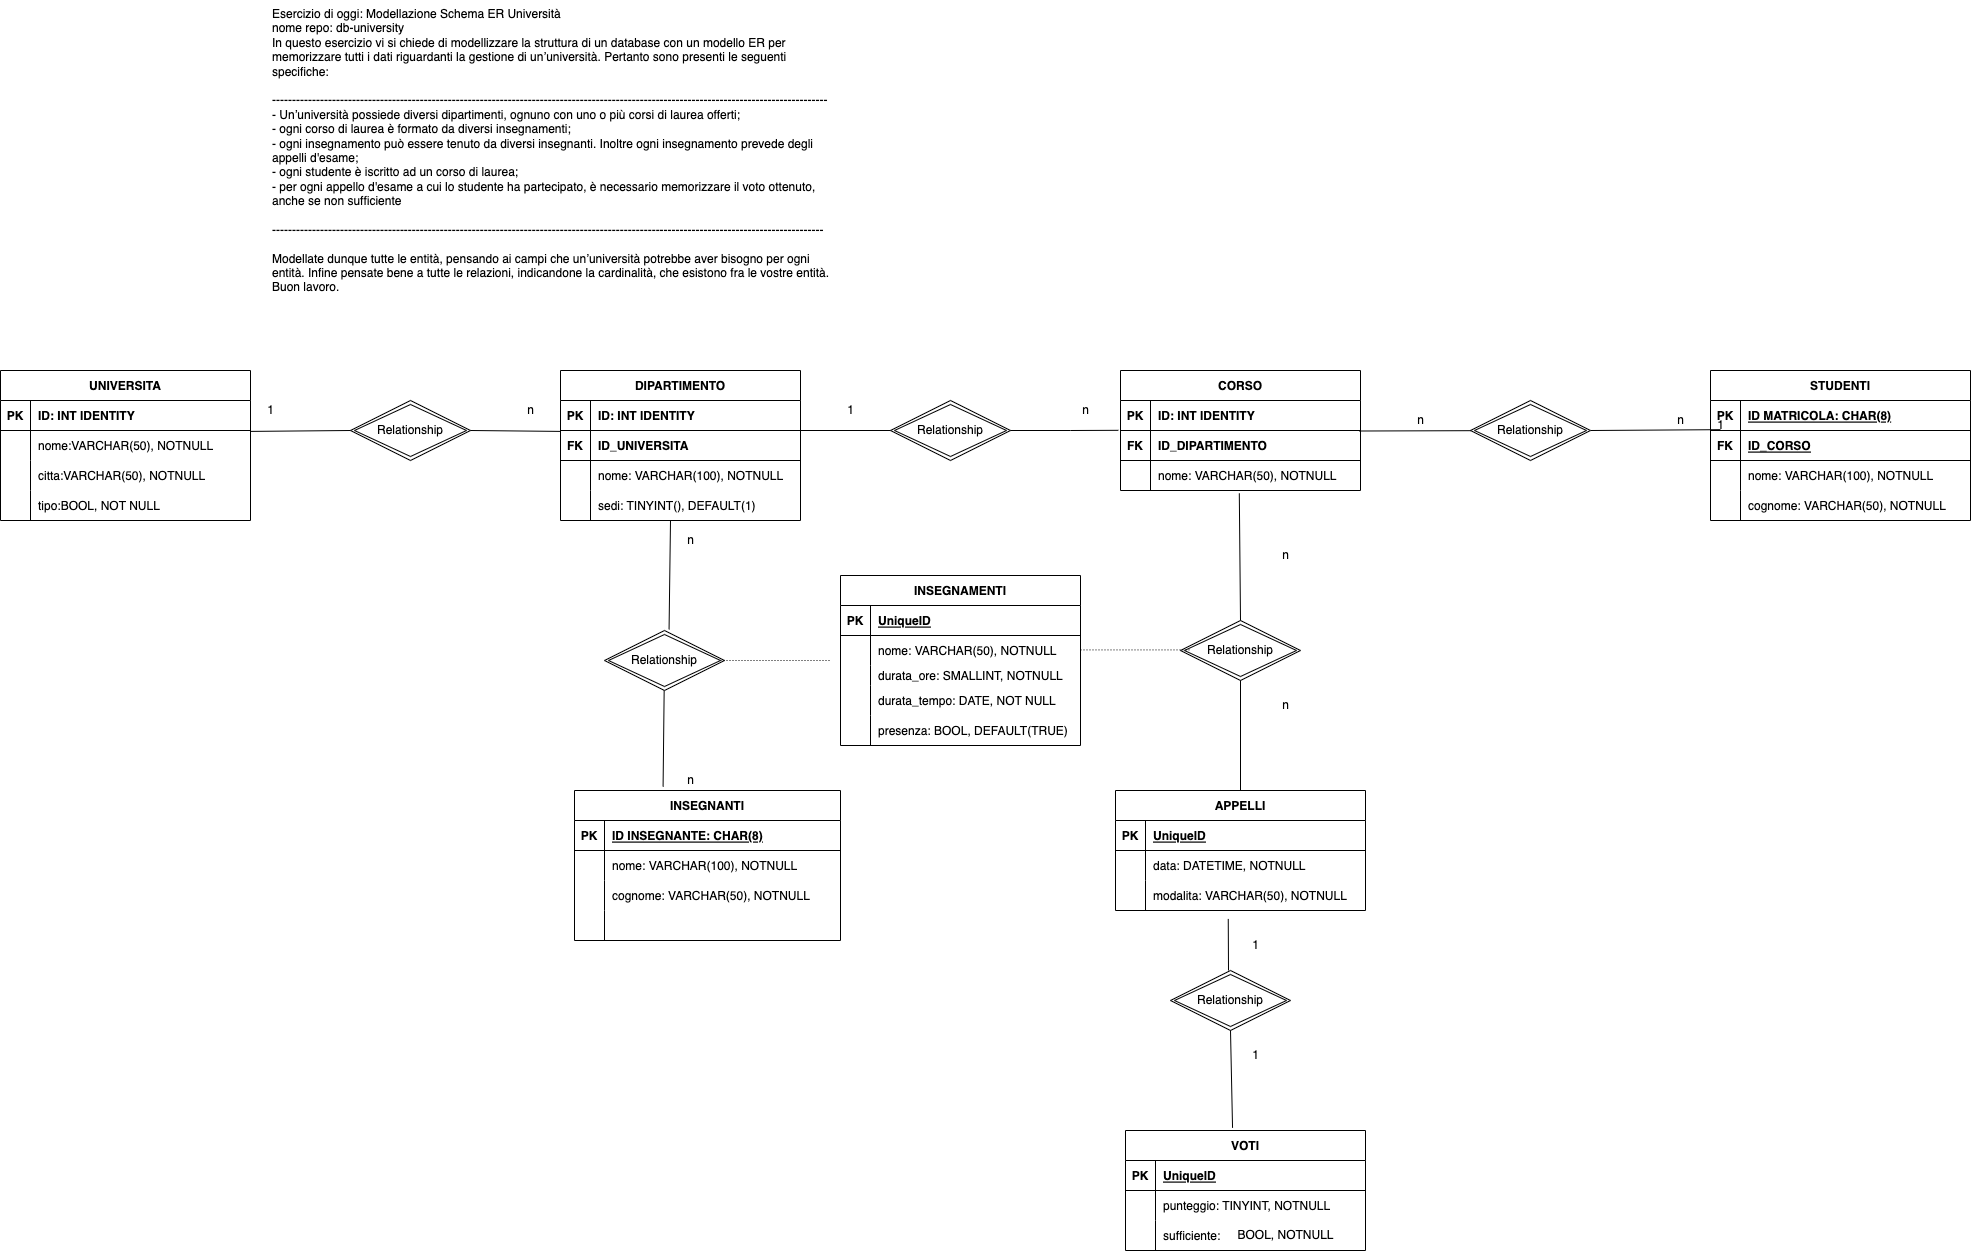 Esercizio di oggi: Modellazione Schema ER Università
nome repo: db-university
In questo esercizio vi si chiede di modellizzare la struttura di un database con un modello ER per
memorizzare tutti i dati riguardanti la gestione di un'università. Pertanto sono presenti le seguenti
specifiche:
-------------------------------------------------------------------------------------------------------------------------------------------
- Un'università possiede diversi dipartimenti, ognuno con uno o più corsi di laurea offerti;
- ogni corso di laurea è formato da diversi insegnamenti;
- ogni insegnamento può essere tenuto da diversi insegnanti. Inoltre ogni insegnamento prevede degli
appelli d'esame;
- ogni studente è iscritto ad un corso di laurea;
- per ogni appello d'esame a cui lo studente ha partecipato, è necessario memorizzare il voto ottenuto,
anche se non sufficiente
------------------------------------------------------------------------------------------------------------------------------------------
Modellate dunque tutte le entità, pensando ai campi che un'università potrebbe aver bisogno per ogni
entità. Infine pensate bene a tutte le relazioni, indicandone la cardinalità, che esistono fra le vostre entità.
Buon lavoro.
UNIVERSITA
PK ID: INT IDENTITY
nome:VARCHAR(50), NOTNULL
citta:VARCHAR(50), NOTNULL
tipo:BOOL, NOT NULL
1
Relationship
n
DIPARTIMENTO
PK ID: INT IDENTITY
FK ID_UNIVERSITA
nome: VARCHAR(100), NOTNULL
sedi: TINYINT(), DEFAULT(1)
1
Relationship
n
CORSO
PK ID: INT IDENTITY
FK ID_DIPARTIMENTO
nome: VARCHAR(50), NOTNULL
n
Relationship
n
1
STUDENTI
PK ID MATRICOLA: CHAR(8)
FK ID_CORSO
nome: VARCHAR(100), NOTNULL
cognome: VARCHAR(50), NOTNULL
n
Relationship
n
INSEGNAMENTI
PK UniqueID
nome: VARCHAR(50), NOTNULL
durata_ore: SMALLINT, NOTNULL
durata_tempo: DATE, NOT NULL
presenza: BOOL, DEFAULT(TRUE)
n
Relationship
n
INSEGNANTI
PK ID INSEGNANTE: CHAR(8)
nome: VARCHAR(100), NOTNULL
cognome: VARCHAR(50), NOTNULL
APPELLI
PK UniqueID
data: DATETIME, NOTNULL
modalita: VARCHAR(50), NOTNULL
1
Relationship
1
VOTI
PK UniqueID
punteggio: TINYINT, NOTNULL
sufficiente: BOOL, NOTNULL